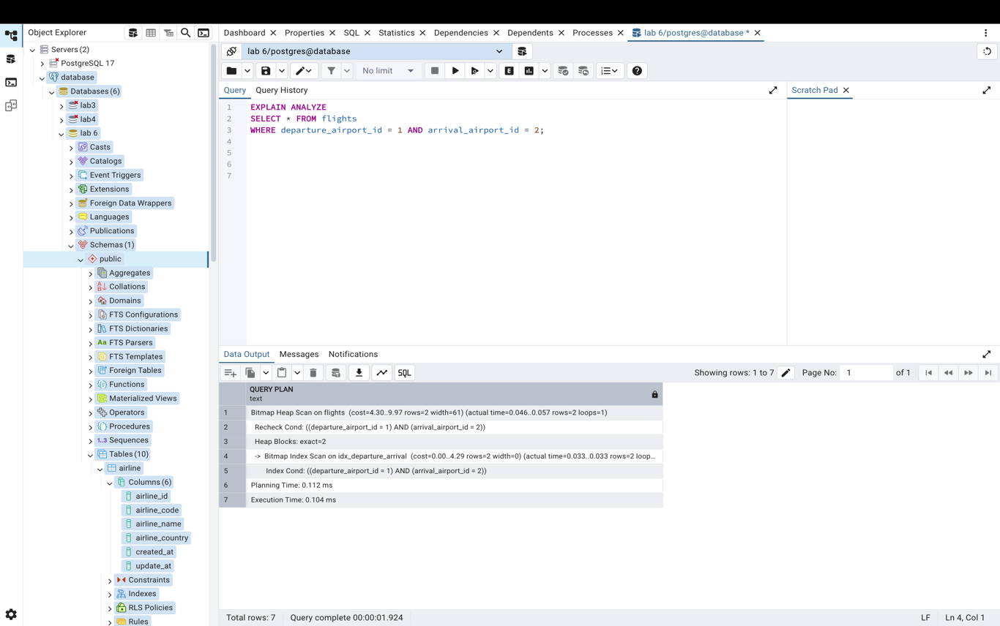 Object Explorer
Dashboard Properties SQL Statistics Dependencies Dependents Processes lab 6/postgres@database *
Servers (2)
PostgreSQL 17
database
Databases (6)
lab3
lab4
lab 6
Casts
Catalogs
Event Triggers
Extensions
Foreign Data Wrappers
Languages
Publications
Schemas (1)
public
Aggregates
Collations
Domains
FTS Configurations
FTS Dictionaries
Aa FTS Parsers
FTS Templates
Foreign Tables
Functions
Materialized Views
Operators
Procedures
1..3 Sequences
Tables (10)
airline
Columns (6)
airline_id
airline_code
airline_name
airline_country
created_at
update_at
Constraints
Indexes
RLS Policies
Rules
lab 6/postgres@database
No limit
E
Query Query History
1 EXPLAIN ANALYZE
2 SELECT * FROM flights
3 WHERE departure_airport_id = 1 AND arrival_airport_id = 2;
4
5
6
7
Scratch Pad
Data Output Messages Notifications
SQL
Showing rows: 1 to 7 Page No: 1 of 1
QUERY PLAN
text
1 Bitmap Heap Scan on flights (cost=4.30..9.97 rows=2 width=61) (actual time=0.046..0.057 rows=2 loops=1)
2 Recheck Cond: ((departure_airport_id = 1) AND (arrival_airport_id = 2))
3 Heap Blocks: exact=2
4 -> Bitmap Index Scan on idx_departure_arrival (cost=0.00..4.29 rows=2 width=0) (actual time=0.033..0.033 rows=2 loop...
5 Index Cond: ((departure_airport_id = 1) AND (arrival_airport_id = 2))
6 Planning Time: 0.112 ms
7 Execution Time: 0.104 ms
Total rows: 7 Query complete 00:00:01.924 LF Ln 4, Col 1